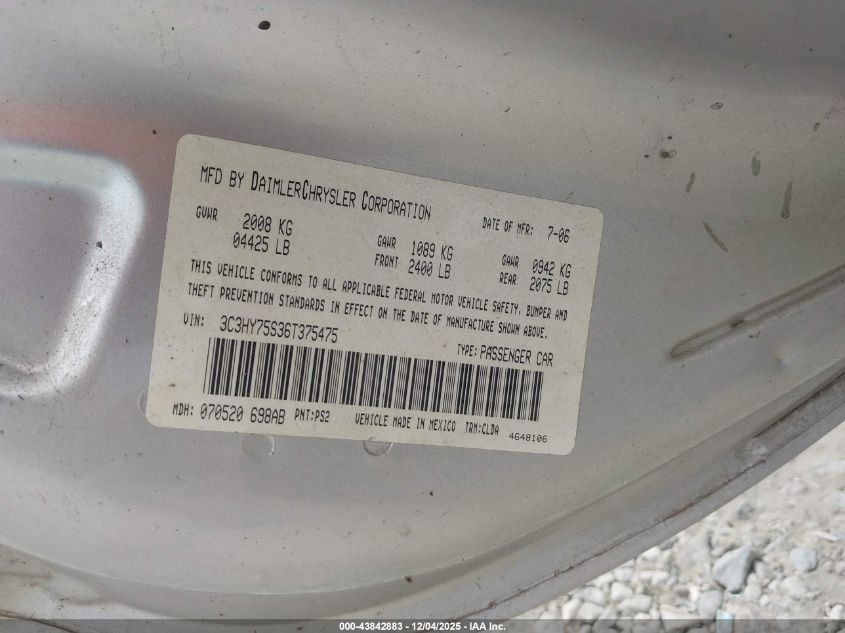 MFD BY DAIMLERCHRYSLER CORPORATION DATE OF MFR: 7-06
GVWR 2008 KG GAWR 1089 KG GAWR 0942 KG
04425 LB FRONT 2400 LB REAR 2075 LB
THIS VEHICLE CONFORMS TO ALL APPLICABLE FEDERAL MOTOR VEHICLE SAFETY, BUMPER AND
THEFT PREVENTION STANDARDS IN EFFECT ON THE DATE OF MANUFACTURE SHOWN ABOVE.
VIN: 3C3HY75S36T375475 TYPE: PASSENGER CAR
MDH: 070520 698AB PNT:PS2 VEHICLE MADE IN MEXICO TRM:CLDA 4648106
000-43842883 - 12/04/2025 - IAA Inc.